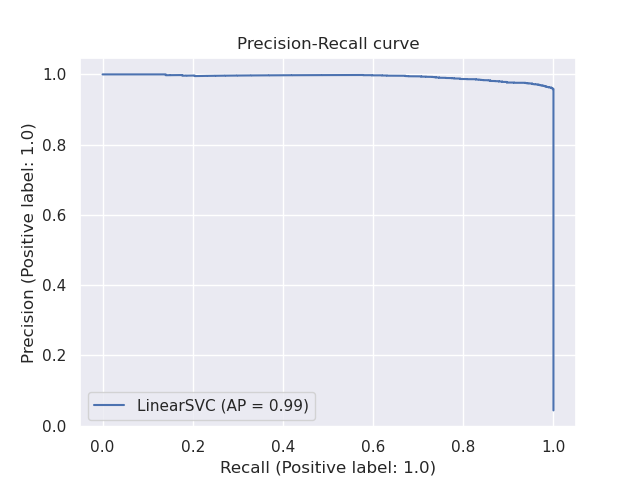 Precision-Recall curve
Precision (Positive label: 1.0)
1.0
0.8
0.6
0.4
0.2
0.0
LinearSVC (AP = 0.99)
0.0 0.2 0.4 0.6 0.8 1.0
Recall (Positive label: 1.0)